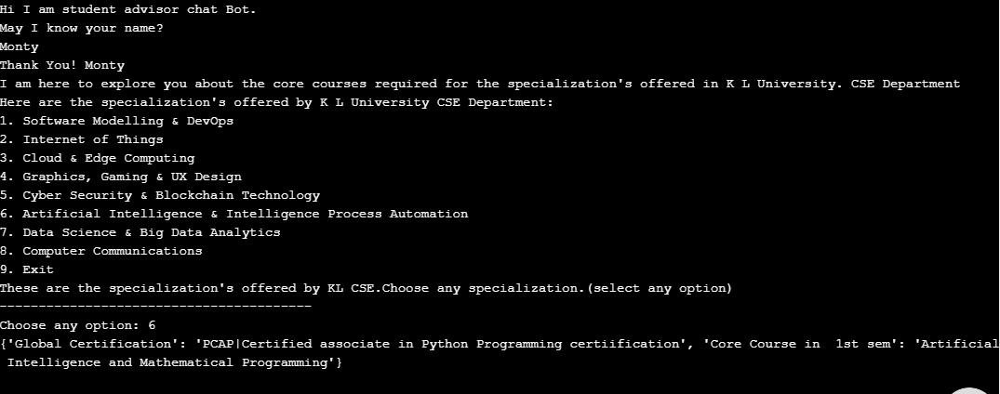 Hi I am student advisor chat Bot.
May I know your name?
Monty
Thank You! Monty
I am here to explore you about the core courses required for the specialization's offered in K L University. CSE Department
Here are the specialization's offered by K L University CSE Department:
1. Software Modelling & DevOps
2. Internet of Things
3. Cloud & Edge Computing
4. Graphics, Gaming & UX Design
5. Cyber Security & Blockchain Technology
6. Artificial Intelligence & Intelligence Process Automation
7. Data Science & Big Data Analytics
8. Computer Communications
9. Exit
These are the specialization's offered by KL CSE.Choose any specialization.(select any option)
----------------------------------------
Choose any option: 6
{'Global Certification': 'PCAP|Certified associate in Python Programming certiification', 'Core Course in  1st sem': 'Artificial
 Intelligence and Mathematical Programming'}